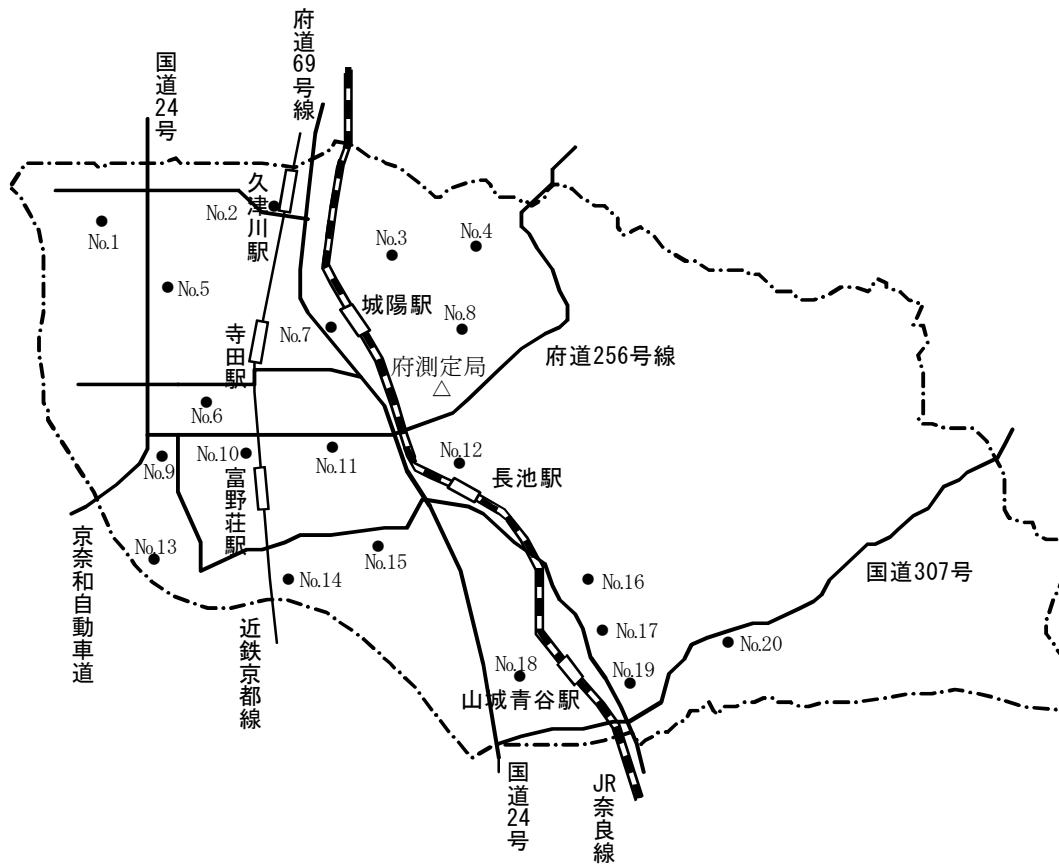 府道69号線
国道24号
久津川駅
No.2
No.1
No.3
No.4
No.5
城陽駅
No.7
No.8
寺田駅
府道256号線
府測定局
△
No.6
No.9
No.10
No.11
No.12
長池駅
富野荘駅
No.13
No.14
No.15
No.16
国道307号
京奈和自動車道
近鉄京都線
No.17
No.20
No.18
No.19
山城青谷駅
国道24号
JR奈良線